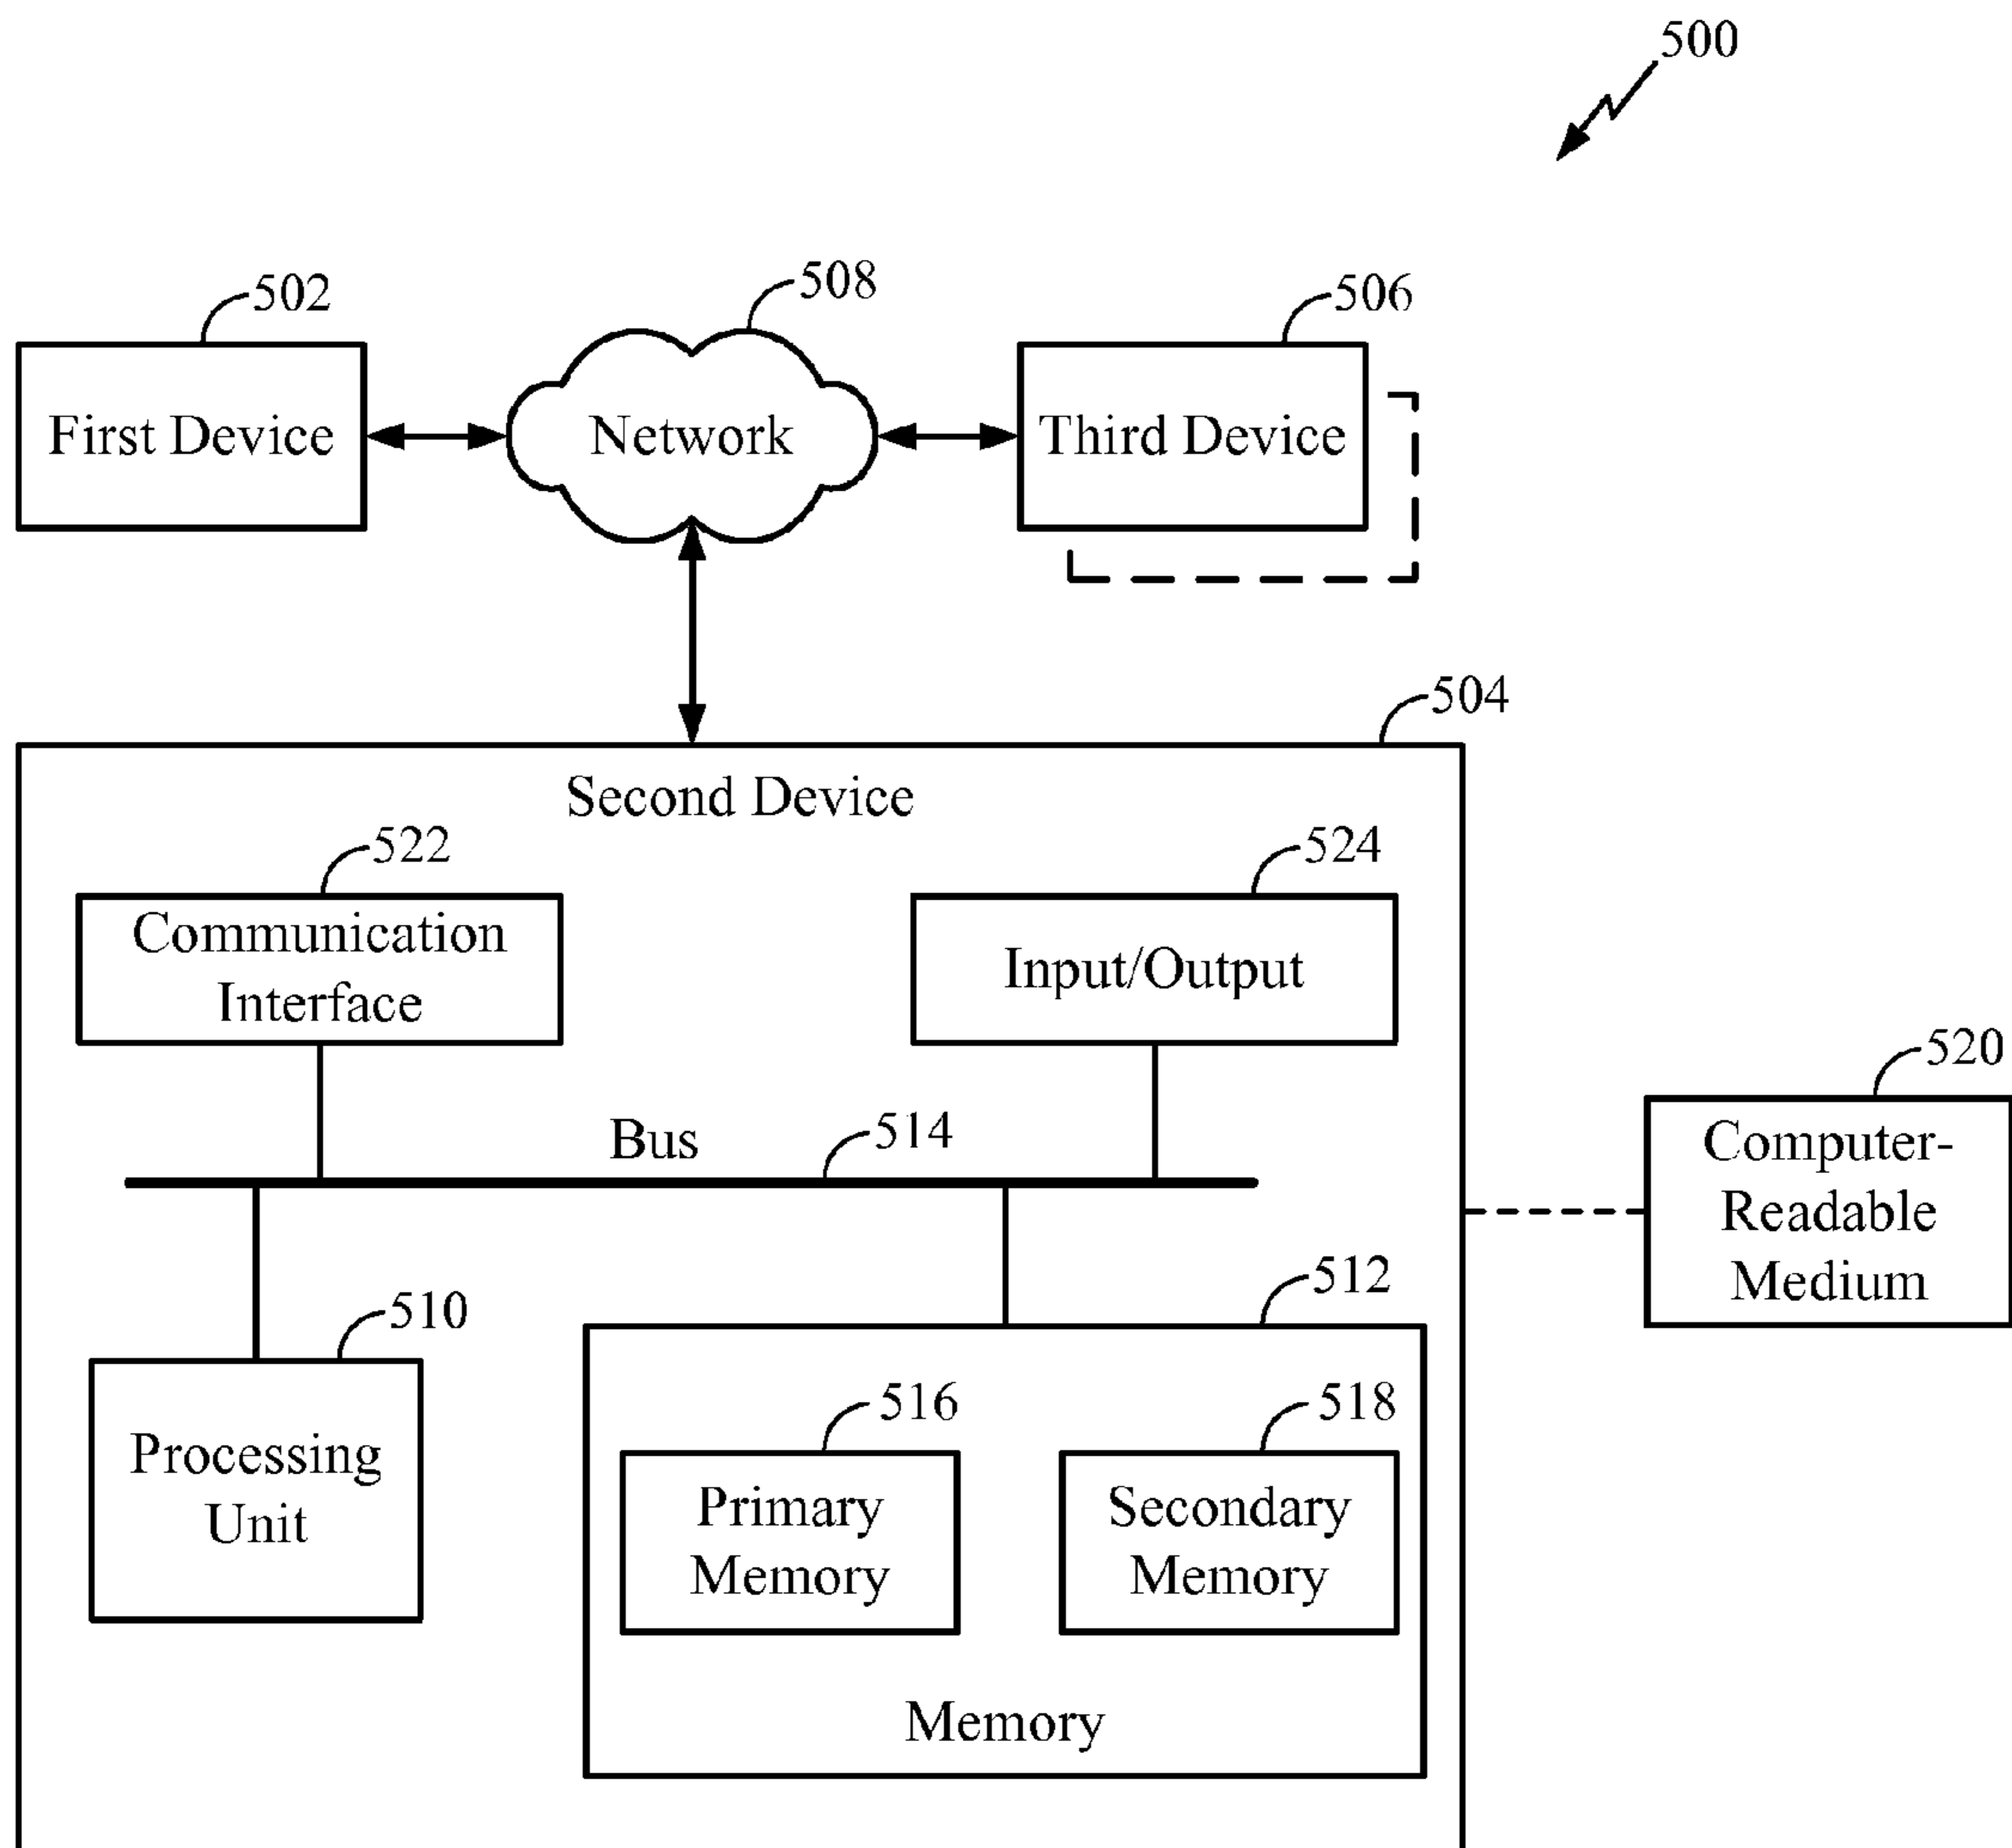 500
502
508
506
First Device
Network
Third Device
504
Second Device
522
524
Communication
Interface
Input/Output
520
Computer-
Readable
Medium
Bus
514
512
510
Processing
Unit
516
518
Primary
Memory
Secondary
Memory
Memory